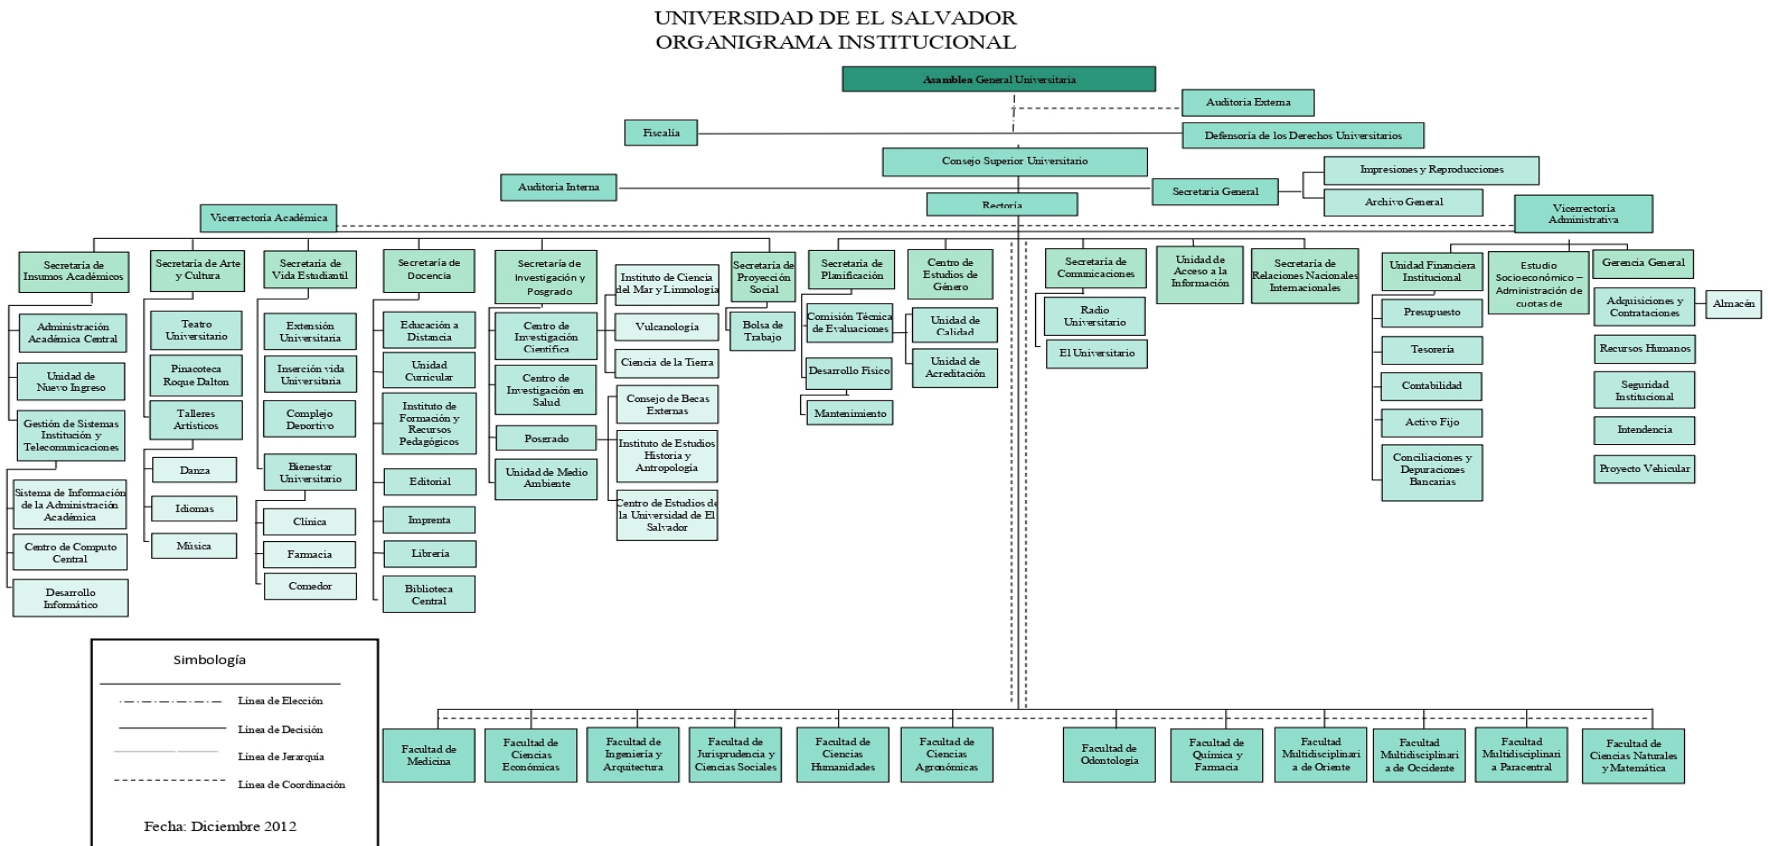 UNIVERSIDAD DE EL SALVADOR
ORGANIGRAMA INSTITUCIONAL
Asamblea General Universitaria
Auditoria Externa
Fiscalía
Defensoría de los Derechos Universitarios
Consejo Superior Universitario
Impresiones y Reproducciones
Auditoria Interna
Secretaria General
Archivo General
Rectoría
Vicerrectoría Académica
Vicerrectoría
Administrativa
Secretaría de
Insumos Académicos
Administración
Académica Central
Unidad de
Nuevo Ingreso
Gestión de Sistemas
Institución y
Telecomunicaciones
Sistema de Información
de la Administración
Académica
Centro de Computo
Central
Desarrollo
Informático
Secretaría de Arte
y Cultura
Teatro
Universitario
Pinacoteca
Roque Dalton
Talleres
Artísticos
Danza
Idiomas
Música
Secretaría de
Vida Estudiantil
Extensión
Universitaria
Inserción vida
Universitaria
Complejo
Deportivo
Bienestar
Universitario
Clínica
Farmacia
Comedor
Secretaría de
Docencia
Educación a
Distancia
Unidad
Curricular
Instituto de
Formación y
Recursos
Pedagógicos
Editorial
Imprenta
Librería
Biblioteca
Central
Secretaría de
Investigación y
Posgrado
Centro de
Investigación
Científica
Centro de
Investigación en
Salud
Posgrado
Unidad de Medio
Ambiente
Instituto de Ciencia
del Mar y Limnología
Vulcanología
Ciencia de la Tierra
Consejo de Becas
Externas
Instituto de Estudios
Historia y
Antropología
Centro de Estudios de
la Universidad de El
Salvador
Secretaría de
Proyección
Social
Bolsa de
Trabajo
Secretaría de
Planificación
Comisión Técnica
de Evaluaciones
Desarrollo Físico
Mantenimiento
Centro de
Estudios de
Género
Unidad de
Calidad
Unidad de
Acreditación
Secretaría de
Comunicaciones
Radio
Universitario
El Universitario
Unidad de
Acceso a la
Información
Secretaría de
Relaciones Nacionales
Internacionales
Unidad Financiera
Institucional
Presupuesto
Tesorería
Contabilidad
Activo Fijo
Conciliaciones y
Depuraciones
Bancarias
Estudio
Socioeconómico –
Administración de
cuotas de
Gerencia General
Adquisiciones y
Contrataciones
Almacén
Recursos Humanos
Seguridad
Institucional
Intendencia
Proyecto Vehicular
Simbología
Línea de Elección
Línea de Decisión
Línea de Jerarquía
Línea de Coordinación
Fecha: Diciembre 2012
Facultad de
Medicina
Facultad de
Ciencias
Económicas
Facultad de
Ingeniería y
Arquitectura
Facultad de
Jurisprudencia y
Ciencias Sociales
Facultad de
Ciencias
Humanidades
Facultad de
Ciencias
Agronómicas
Facultad de
Odontología
Facultad de
Química y
Farmacia
Facultad
Multidisciplinari
a de Oriente
Facultad
Multidisciplinari
a de Occidente
Facultad
Multidisciplinari
a Paracentral
Facultad de
Ciencias Naturales
y Matemática